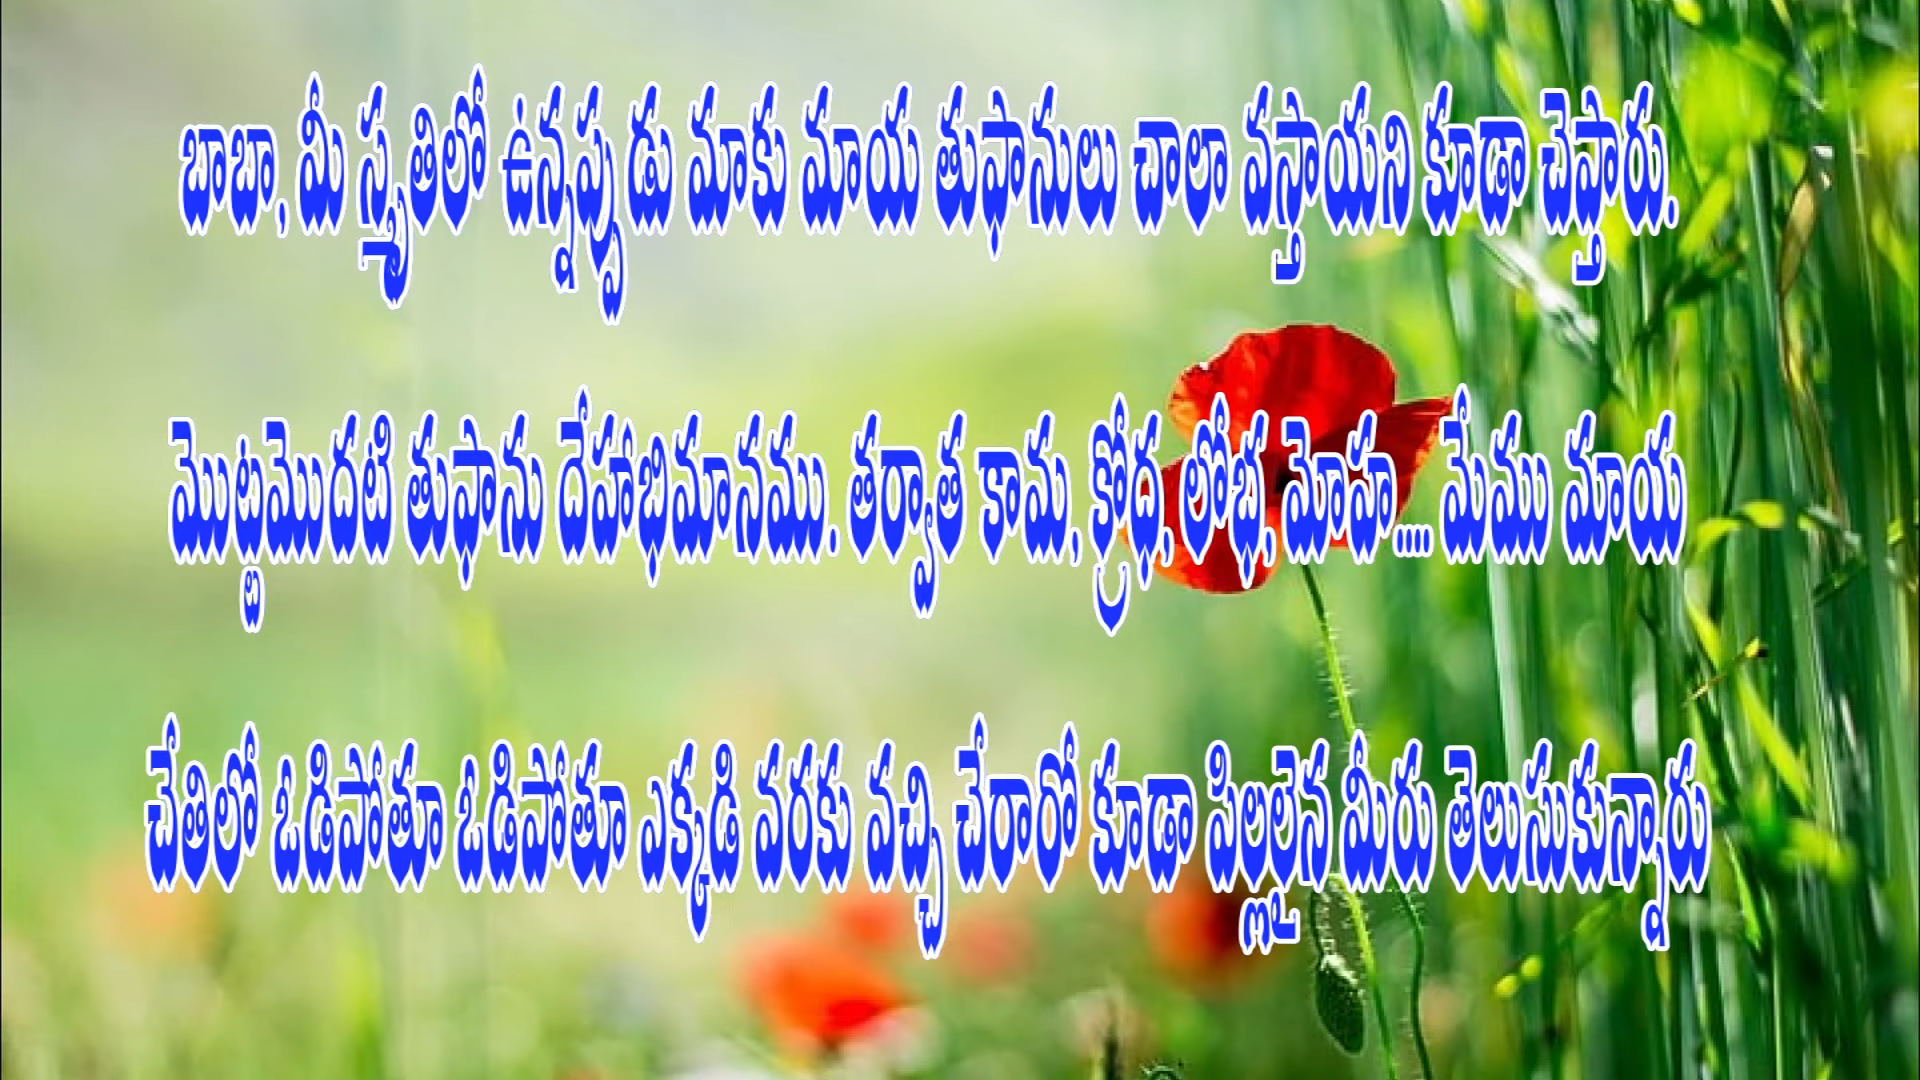 బాబా, మీ స్మృతిలో ఉన్నప్పుడు మాకు మాయ తుఫానులు చాలా వస్తాయని కూడా చెప్తారు.
మొట్టమొదటి తుఫాను దేహాభిమానము. తర్వాత కామ, క్రోధ, లోభ, మోహ.... మేము మాయ
చేతిలో ఓడిపోతూ ఓడిపోతూ ఎక్కడి వరకు వచ్చి చేరారో కూడా పిల్లలైన మీరు తెలుసుకున్నారు